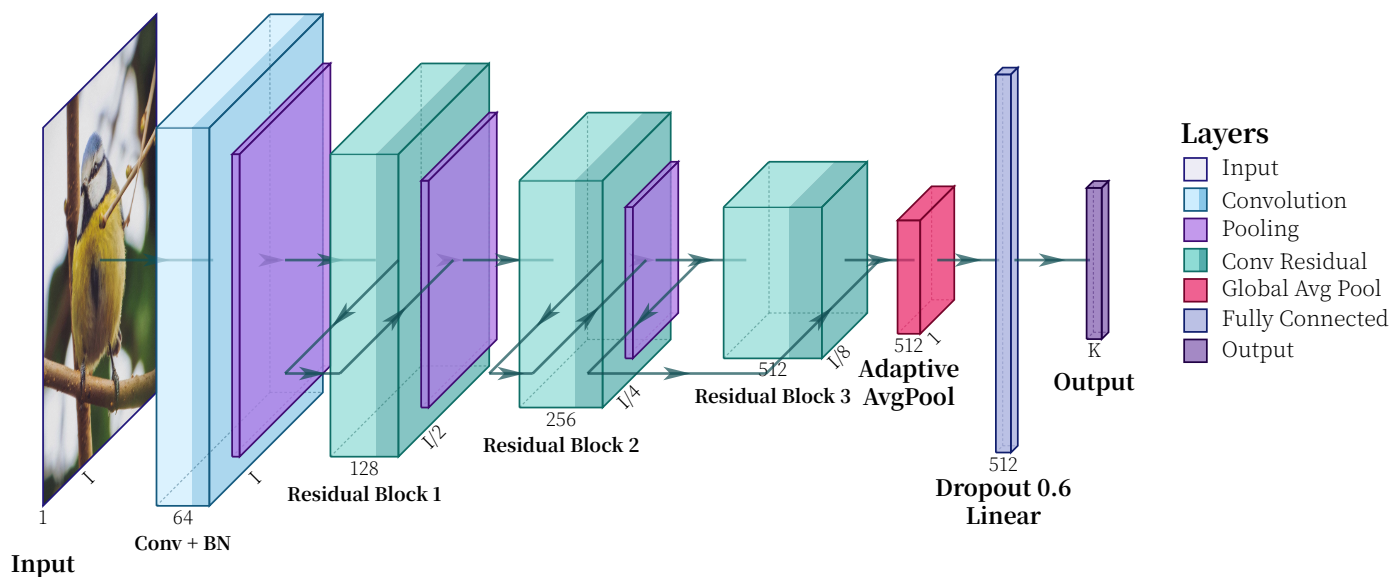 I
1
Input
64
I
Conv + BN
128
I/2
Residual Block 1
256
I/4
Residual Block 2
512
I/8
Residual Block 3
512
1
Adaptive
AvgPool
512
Dropout 0.6
Linear
K
Output
Layers
Input
Convolution
Pooling
Conv Residual
Global Avg Pool
Fully Connected
Output